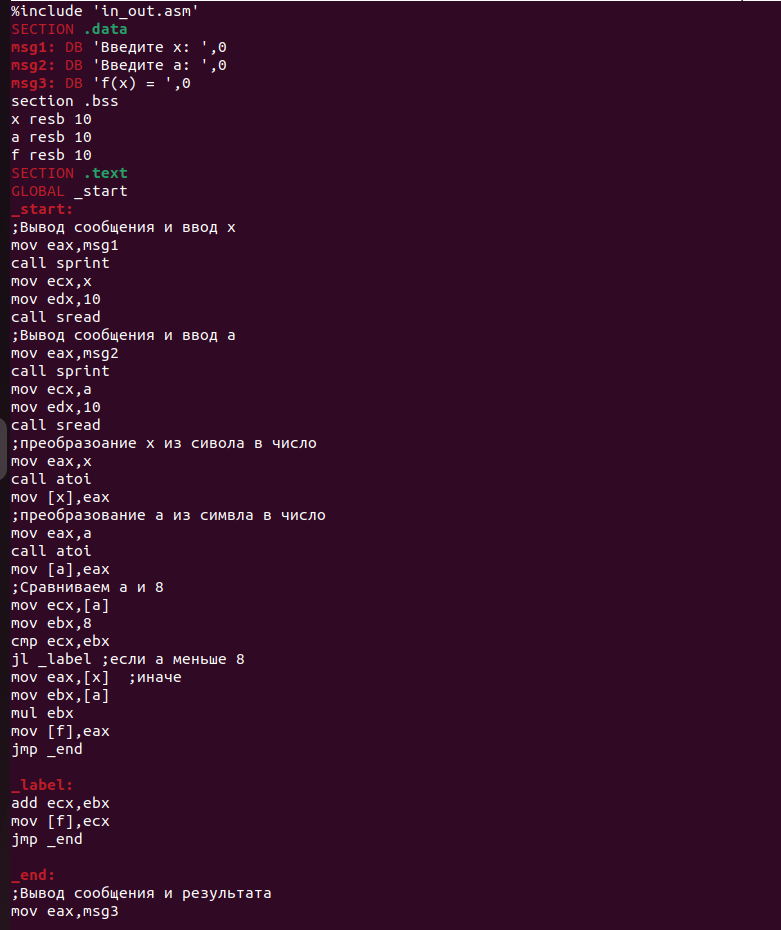 %include 'in_out.asm'
SECTION .data
msg1: DB 'Введите x: ',0
msg2: DB 'Введите a: ',0
msg3: DB 'f(x) = ',0
section .bss
x resb 10
a resb 10
f resb 10
SECTION .text
GLOBAL _start
_start:
;Вывод сообщения и ввод x
mov eax,msg1
call sprint
mov ecx,x
mov edx,10
call sread
;Вывод сообщения и ввод a
mov eax,msg2
call sprint
mov ecx,a
mov edx,10
call sread
;преобразоание x из сивола в число
mov eax,x
call atoi
mov [x],eax
;преобразование a из симвла в число
mov eax,a
call atoi
mov [a],eax
;Сравниваем a и 8
mov ecx,[a]
mov ebx,8
cmp ecx,ebx
jl _label ;если a меньше 8
mov eax,[x]  ;иначе
mov ebx,[a]
mul ebx
mov [f],eax
jmp _end

_label:
add ecx,ebx
mov [f],ecx
jmp _end

_end:
;Вывод сообщения и результата
mov eax,msg3